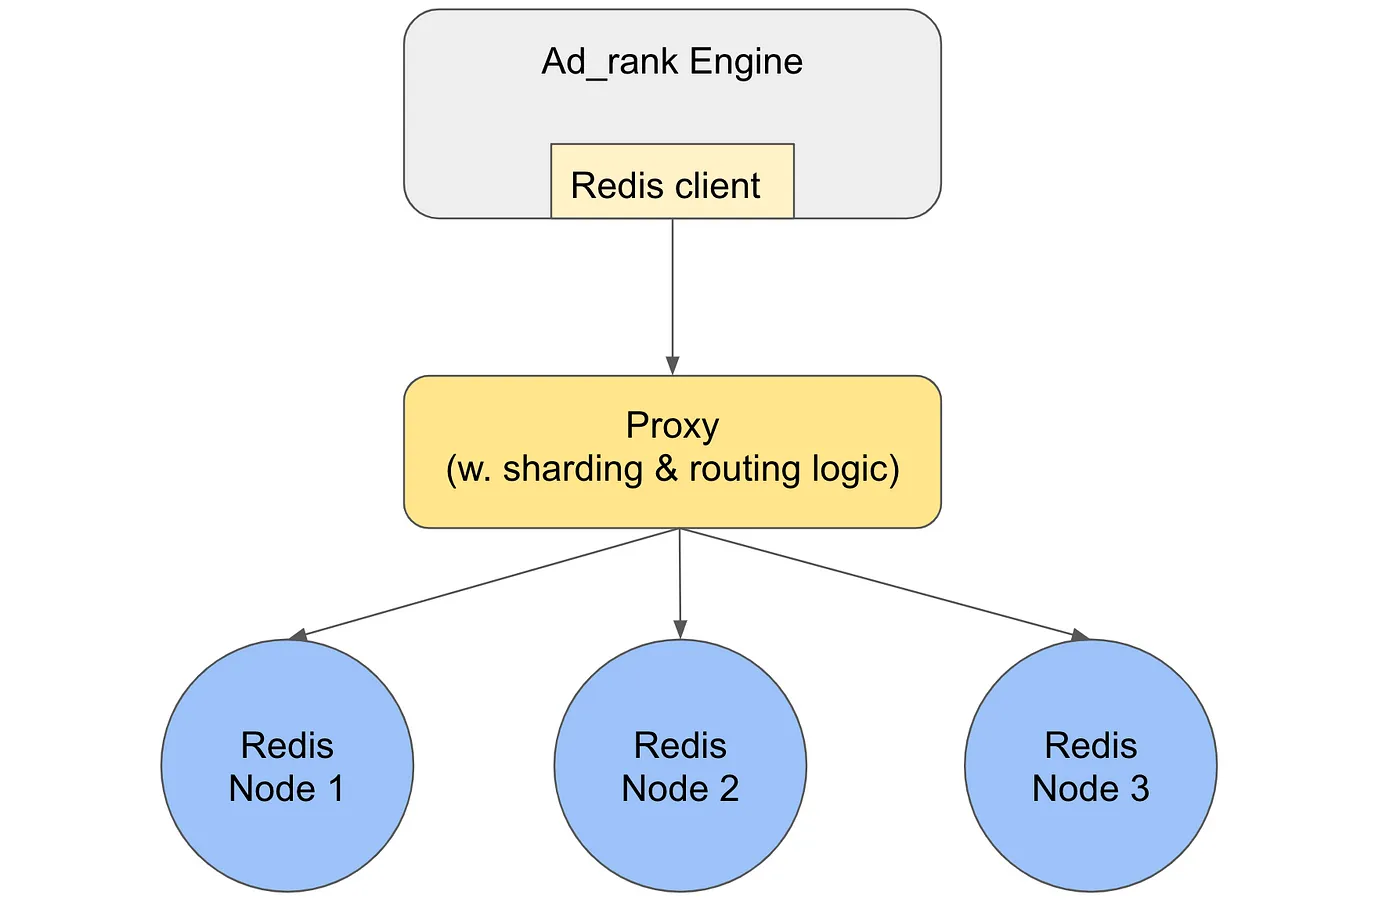 Ad_rank Engine
Redis client
Proxy
(w. sharding & routing logic)
Redis
Node 1
Redis
Node 2
Redis
Node 3